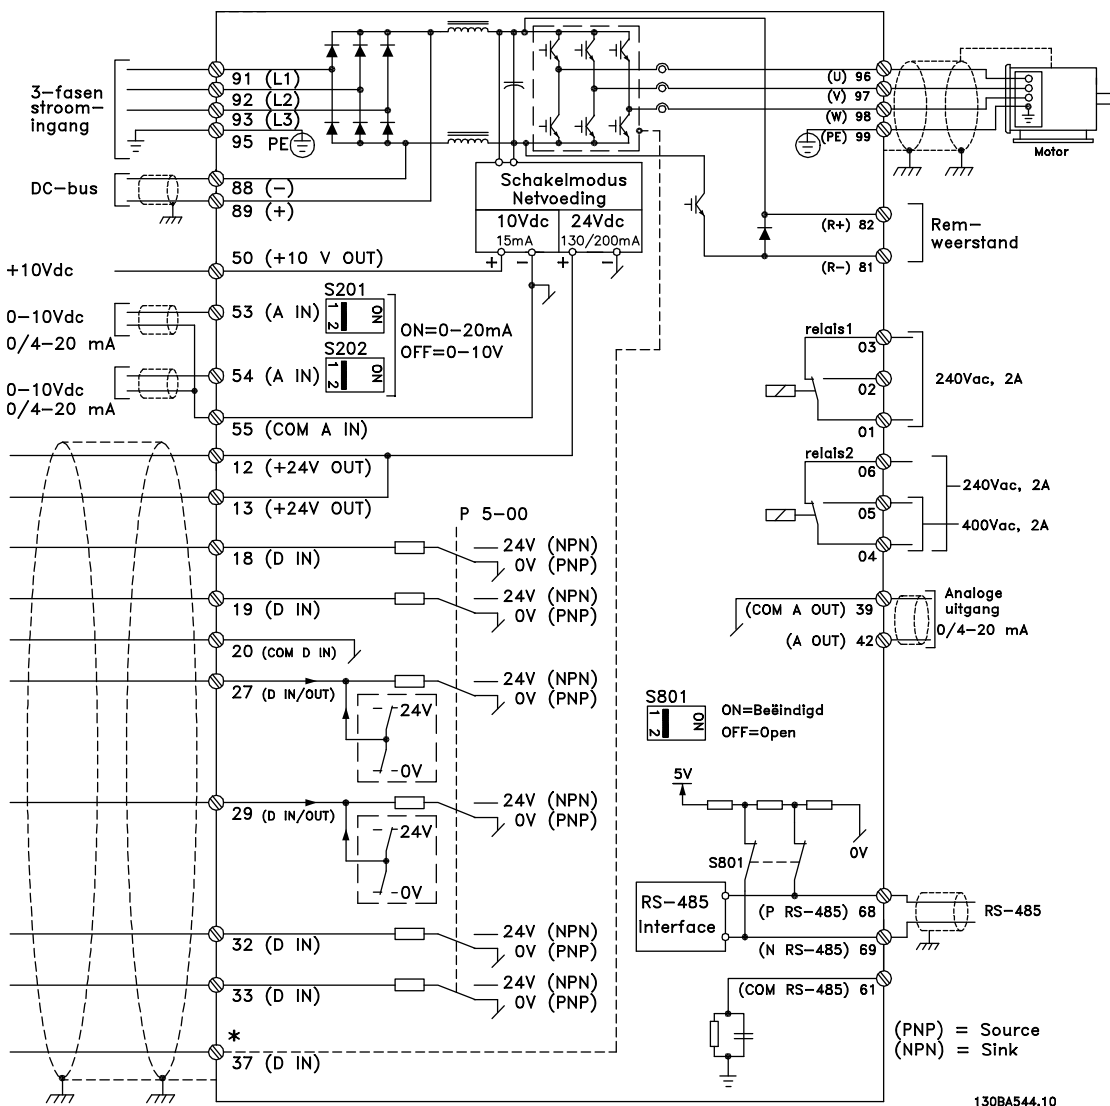 3-fasen
stroom-
ingang
91 (L1)
92 (L2)
93 (L3)
95 PE
DC-bus
88 (-)
89 (+)
Schakelmodus
Netvoeding
10Vdc
15mA
24Vdc
130/200mA
+ - + -
+10Vdc
50 (+10 V OUT)
0-10Vdc
0/4-20 mA
53 (A IN)
S201
1 2
ON
ON=0-20mA
OFF=0-10V
S202
1 2
ON
0-10Vdc
0/4-20 mA
54 (A IN)
55 (COM A IN)
12 (+24V OUT)
13 (+24V OUT)
P 5-00
18 (D IN)
24V (NPN)
0V (PNP)
19 (D IN)
24V (NPN)
0V (PNP)
20 (COM D IN)
27 (D IN/OUT)
24V (NPN)
0V (PNP)
24V
0V
29 (D IN/OUT)
24V (NPN)
0V (PNP)
24V
0V
32 (D IN)
24V (NPN)
0V (PNP)
33 (D IN)
24V (NPN)
0V (PNP)
*
37 (D IN)
(U) 96
(V) 97
(W) 98
(PE) 99
Motor
(R+) 82
(R-) 81
Rem-
weerstand
relais1
03
02
01
240Vac, 2A
relais2
06
05
04
240Vac, 2A
400Vac, 2A
(COM A OUT) 39
(A OUT) 42
Analoge
uitgang
0/4-20 mA
S801
1 2
ON
ON=Beëindigd
OFF=Open
5V
S801
0V
RS-485
Interface
(P RS-485) 68
(N RS-485) 69
RS-485
(COM RS-485) 61
(PNP) = Source
(NPN) = Sink
130BA544.10